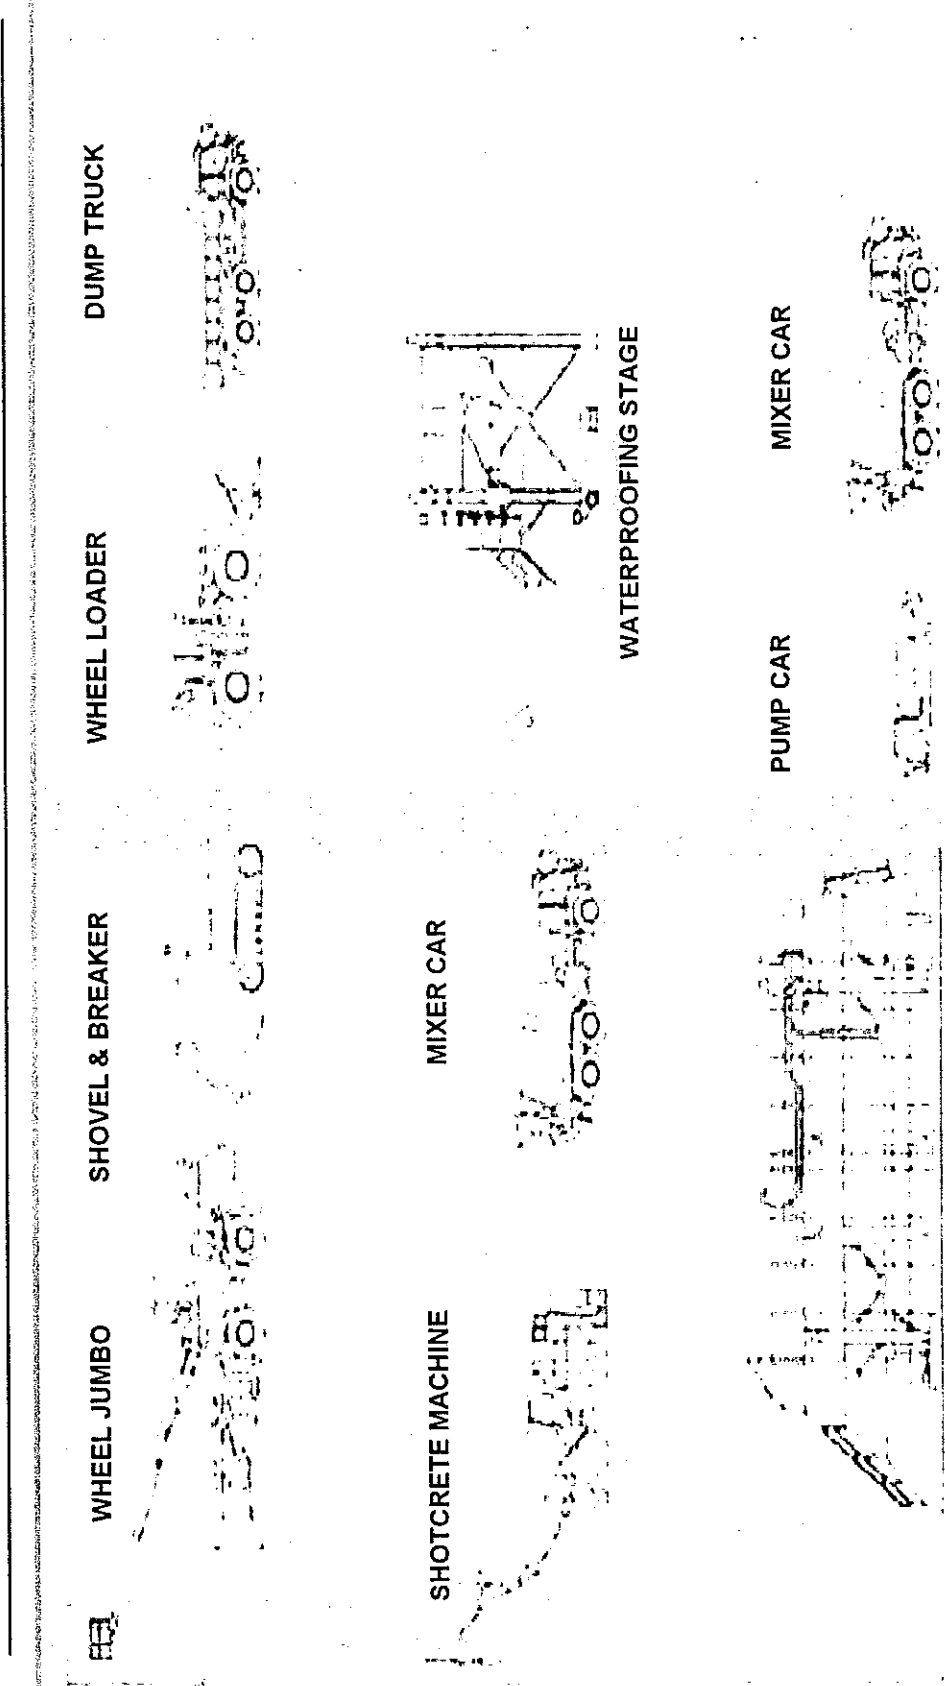 WHEEL JUMBO
SHOVEL & BREAKER
WHEEL LOADER
DUMP TRUCK
SHOTCRETE MACHINE
MIXER CAR
WATERPROOFING STAGE
PUMP CAR
MIXER CAR